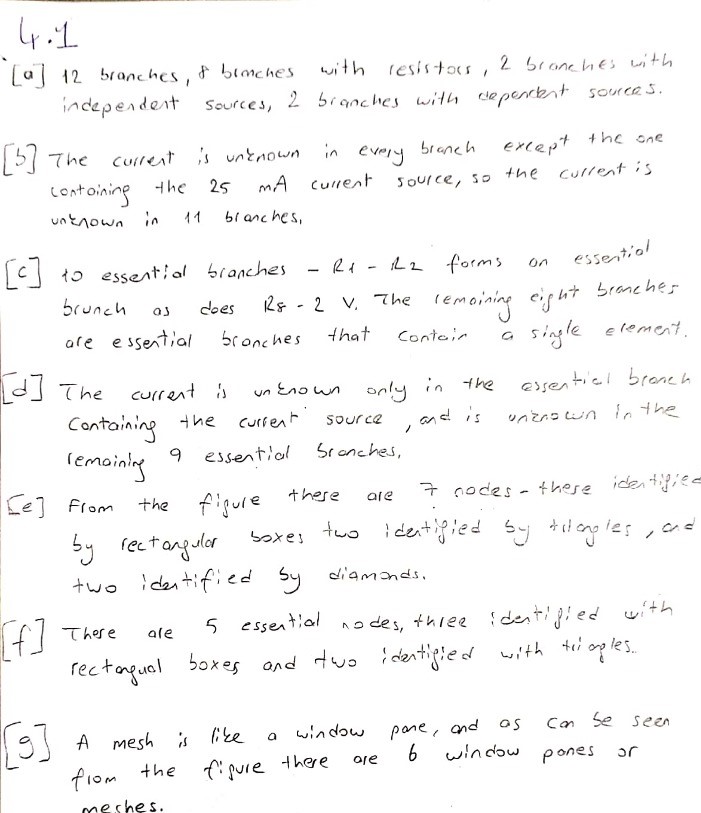 4.1
[a] 12 branches, 8 branches with resistors, 2 branches with
independent sources, 2 branches with dependent sources.
[b] The current is unknown in every branch except the one
containing the 25 mA current source, so the current is
unknown in 11 branches,
[c] 10 essential branches - R1 - R2 forms an essential
brunch as does R8 - 2 V. The remaining eight branches
are essential branches that contain a single element.
[d] The current is unknown only in the essential branch
containing the current source, and is unknown in the
remaining 9 essential branches,
[e] From the figure there are 7 nodes - these identified
by rectangular boxes two identified by triangles, and
two identified by diamonds.
[f] There are 5 essential nodes, three identified with
rectangual boxes and two identified with triangles..
[g] A mesh is like a window pane, and as can be seen
from the figure there are 6 window panes or
meshes.